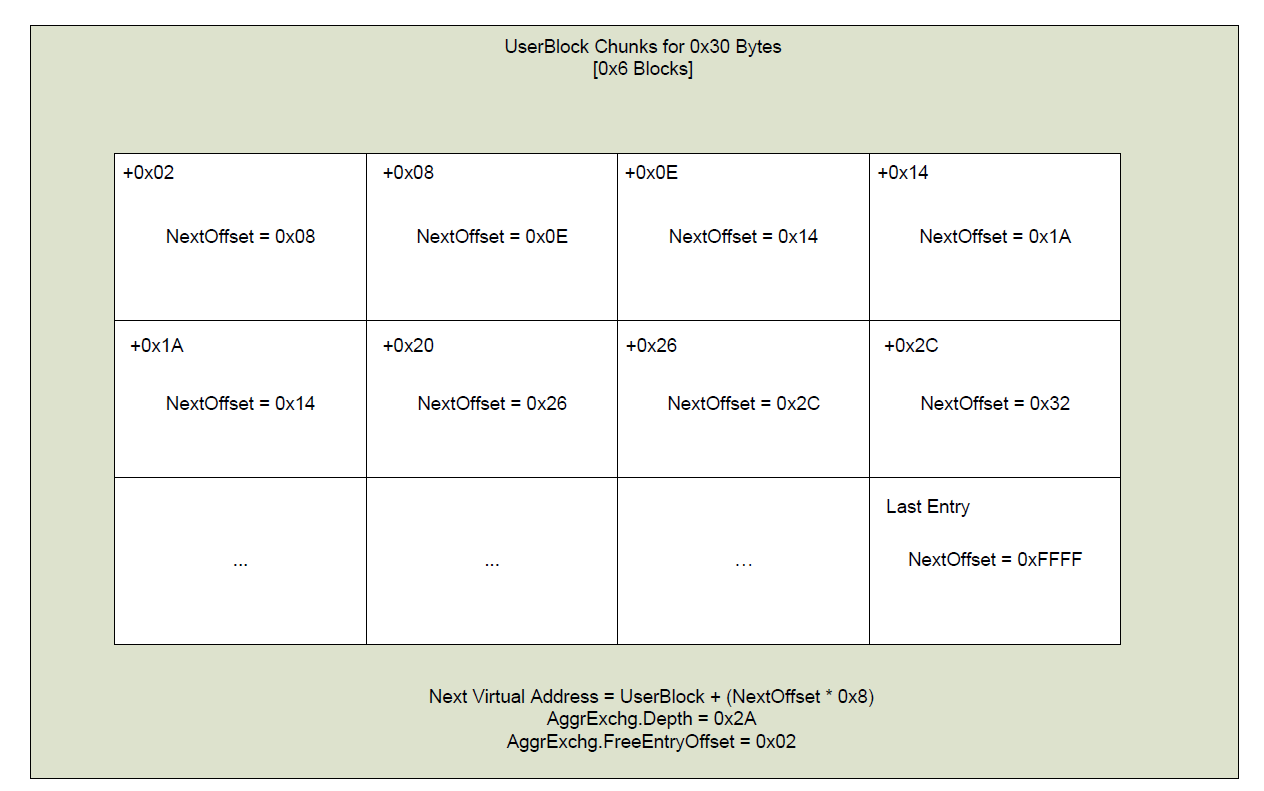 UserBlock Chunks for 0x30 Bytes
[0x6 Blocks]
+0x02
NextOffset = 0x08
+0x08
NextOffset = 0x0E
+0x0E
NextOffset = 0x14
+0x14
NextOffset = 0x1A
+0x1A
NextOffset = 0x14
+0x20
NextOffset = 0x26
+0x26
NextOffset = 0x2C
+0x2C
NextOffset = 0x32
...
...
…
Last Entry
NextOffset = 0xFFFF
Next Virtual Address = UserBlock + (NextOffset * 0x8)
AggrExchg.Depth = 0x2A
AggrExchg.FreeEntryOffset = 0x02